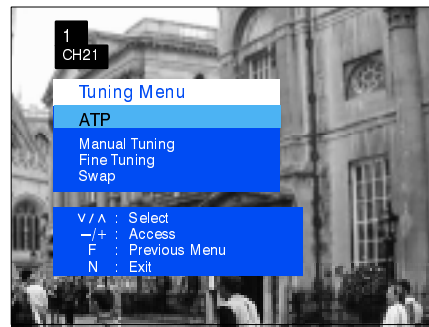 1
CH21
Tuning Menu
ATP
Manual Tuning
Fine Tuning
Swap
∨/∧ : Select
−/+ : Access
F : Previous Menu
N : Exit